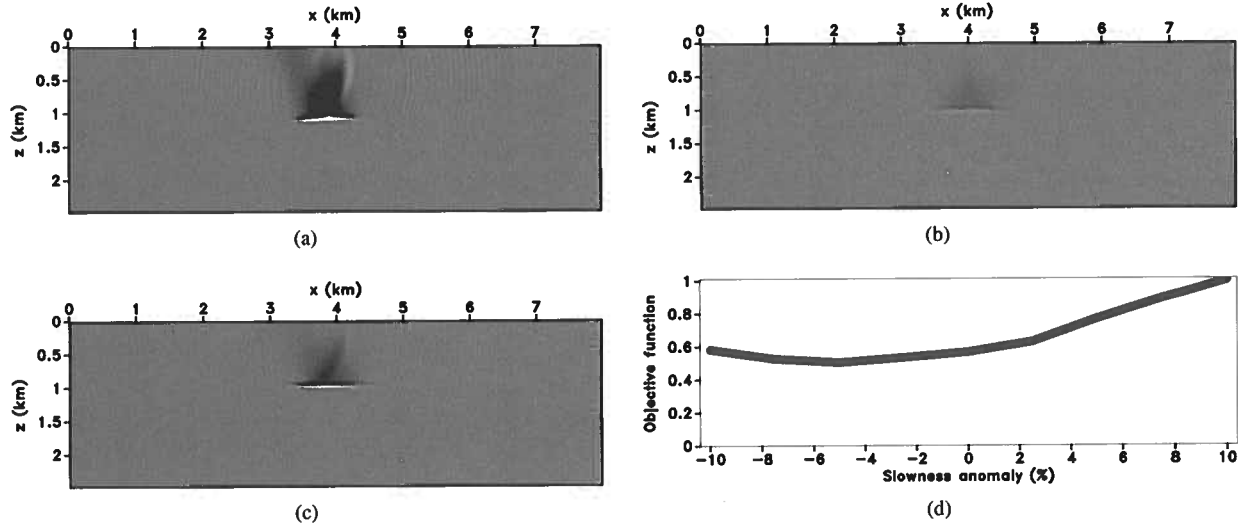 x (km)
0 1 2 3 4 5 6 7
0
0.5
1
1.5
2
z (km)
(a)
x (km)
0 1 2 3 4 5 6 7
0
0.5
1
1.5
2
z (km)
(b)
x (km)
0 1 2 3 4 5 6 7
0
0.5
1
1.5
2
z (km)
(c)
1
0.8
0.6
0.4
0.2
0
Objective function
-10 -8 -6 -4 -2 0 2 4 6 8 10
Slowness anomaly (%)
(d)